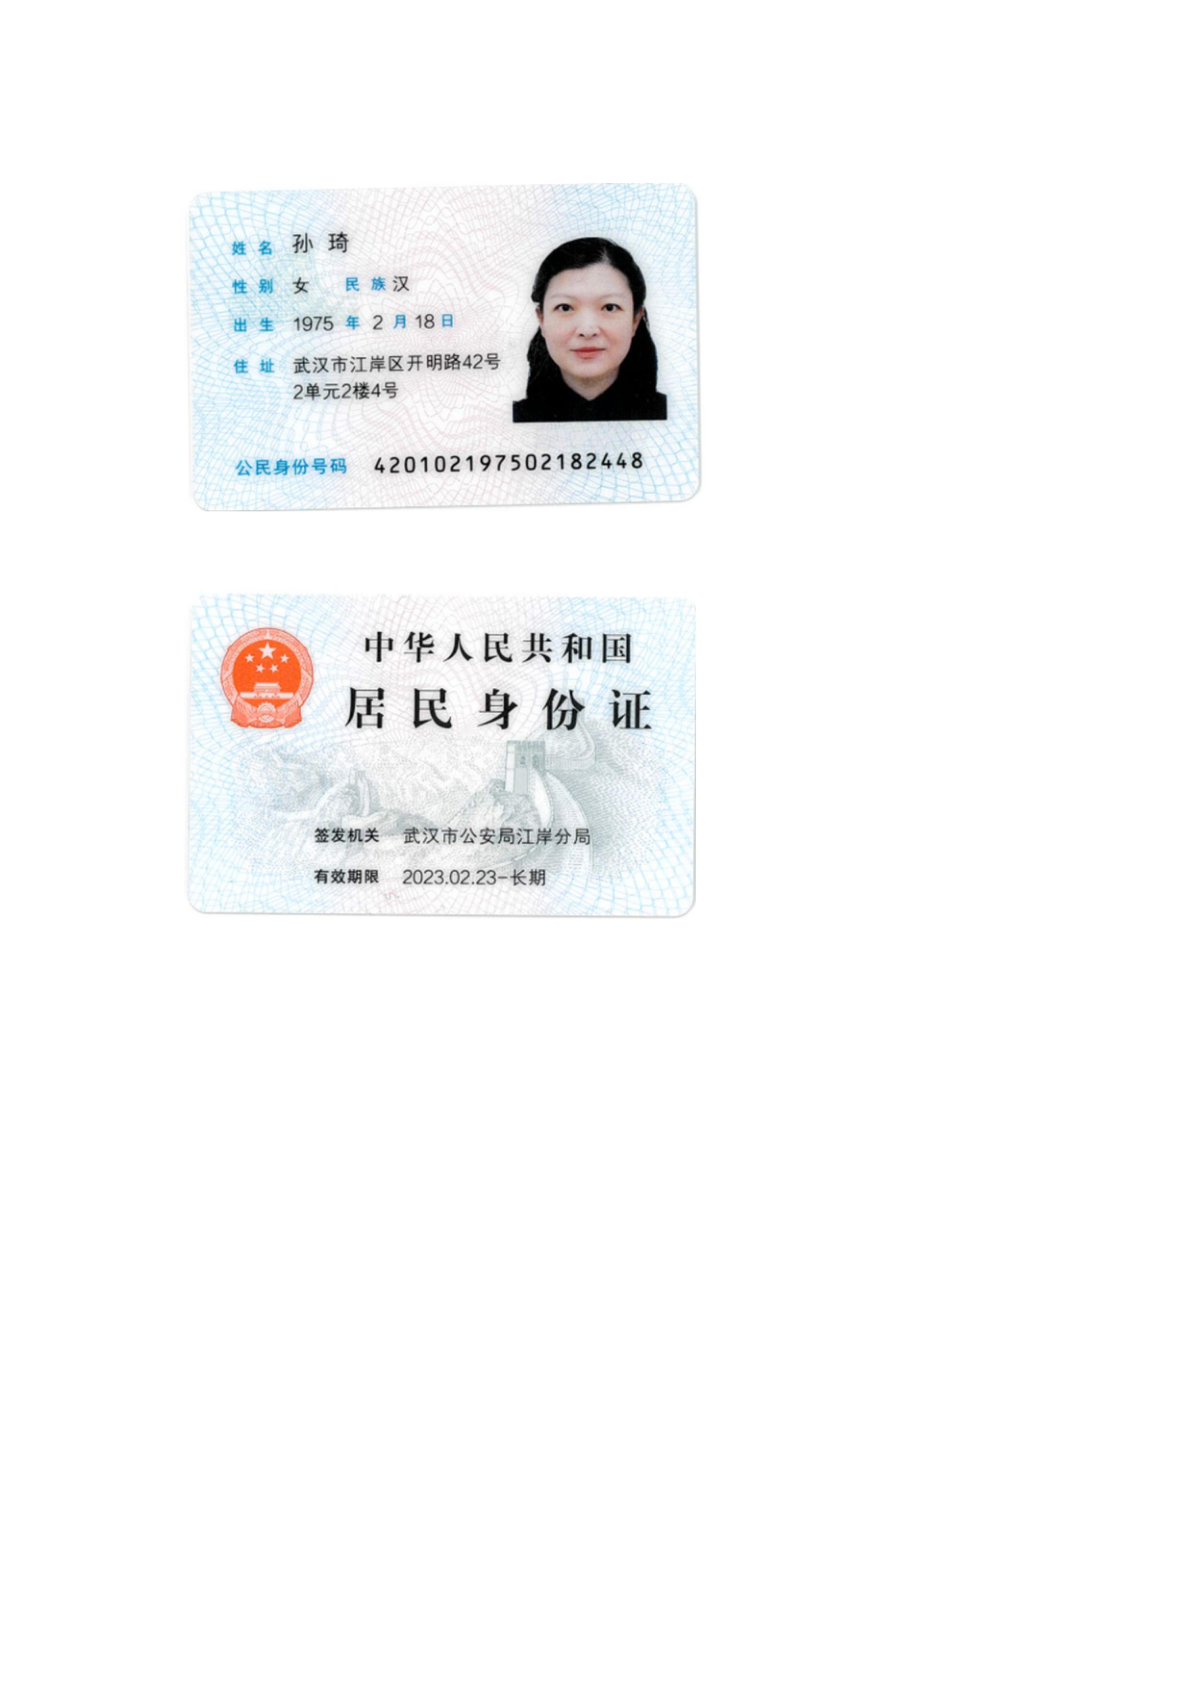 姓名 孙琦
性别 女 民族 汉
出生 1975 年 2 月 18 日
住址 武汉市江岸区开明路42号
2单元2楼4号
公民身份号码 420102197502182448
中华人民共和国
居民身份证
签发机关 武汉市公安局江岸分局
有效期限 2023.02.23-长期